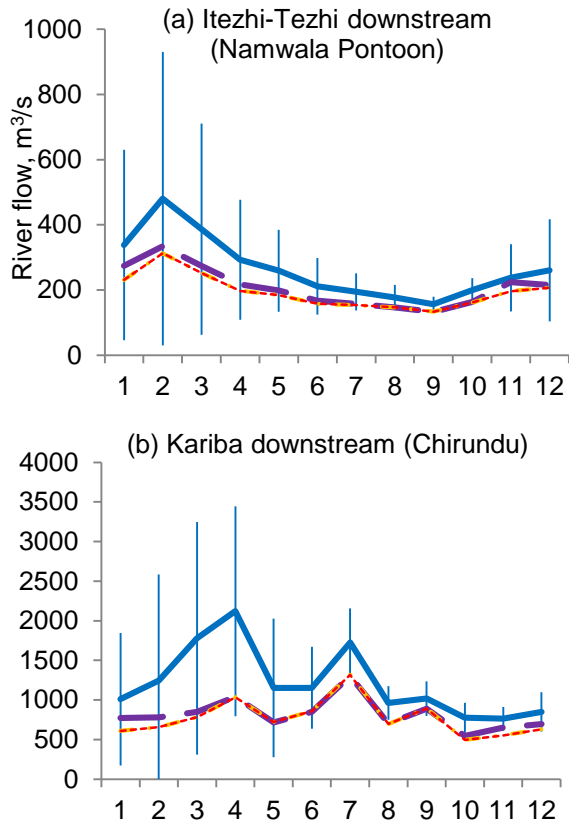 (a) Itezhi-Tezhi downstream
(Namwala Pontoon)
River flow, m³/s
1000
800
600
400
200
0
1 2 3 4 5 6 7 8 9 10 11 12
(b) Kariba downstream (Chirundu)
4000
3500
3000
2500
2000
1500
1000
500
0
1 2 3 4 5 6 7 8 9 10 11 12